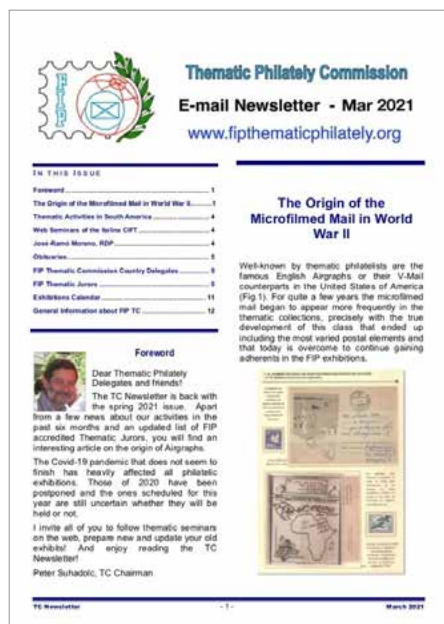 Thematic Philately Commission
E-mail Newsletter - Mar 2021
www.fipthematicphilately.org
IN THIS ISSUE
Foreword 1
The Origin of the Microfilmed Mail in World War II 1
Thematic Activities in South America 4
Web Seminars of the 4
José Ramó Moreno, RDP 4
Obituaries 5
FIP Thematic Commission Country Delegates
FIP Thematic Jurors
Exhibitions Calendar 11
General Information about FIP TC 12
Foreword
Dear Thematic Philately
Delegates and friends!
The TC Newsletter is back with
the spring 2021 issue. Apart
from a few news about our activities in the
past six months and an updated list of FIP
accredited Thematic Jurors, you will find an
interesting article on the origin of Airgraphs.
The Covid-19 pandemic that does not seem to
finish has heavily affected all philatelic
exhibitions. Those of 2020 have been
postponed and the ones scheduled for this
year are still uncertain whether they will be
held or not.
I invite all of you to follow thematic seminars
on the web, prepare new and update your old
exhibits! And enjoy reading the TC
Newsletter!
Peter Suhadolc, TC Chairman
The Origin of the
Microfilmed Mail in World
War II
Well-known by thematic philatelists are the
famous English Airgraphs or their V-Mail
counterparts in the United States of America
(Fig.1). For quite a few years the microfilmed
mail began to appear more frequently in the
thematic collections, precisely with the true
development of this class that ended up
including the most varied postal elements and
that today is overcome to continue gaining
adherents in the FIP exhibitions.
TC Newsletter - 1 - March 2021